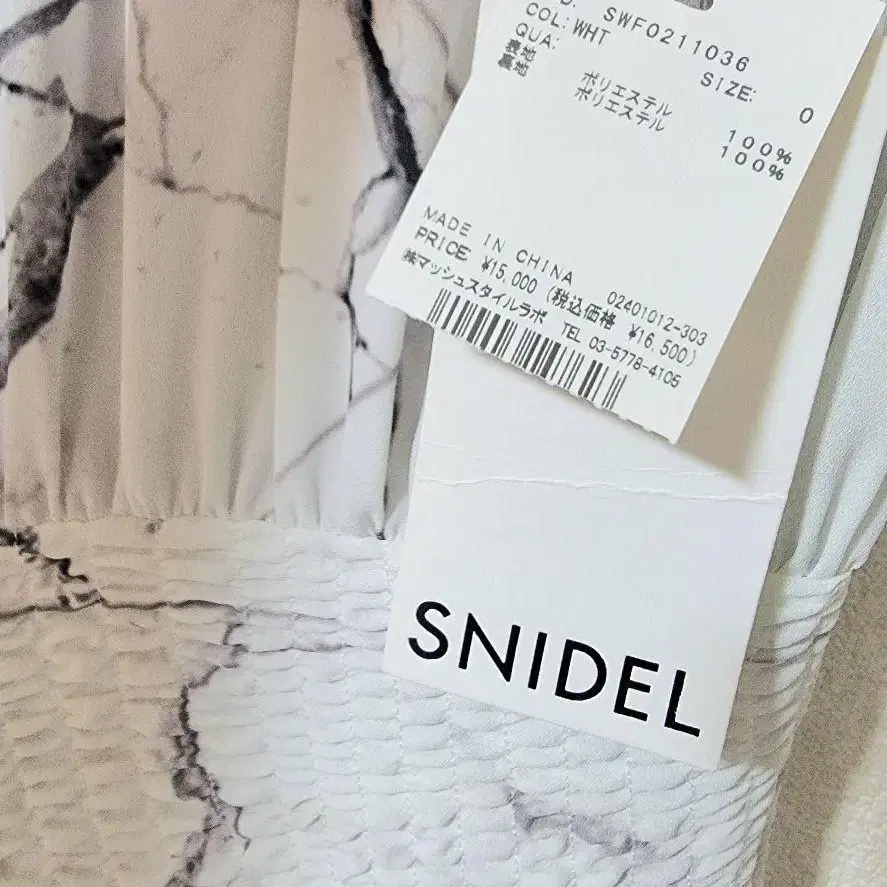 D: SWF0211036
COL: WHT SIZE: 0
QUA:
表地 ポリエステル 100%
裏地 ポリエステル 100%
MADE IN CHINA 02401012-303
PRICE ¥15,000 (税込価格 ¥16,500)
㈱マッシュスタイルラボ TEL 03-5778-4105
SNIDEL